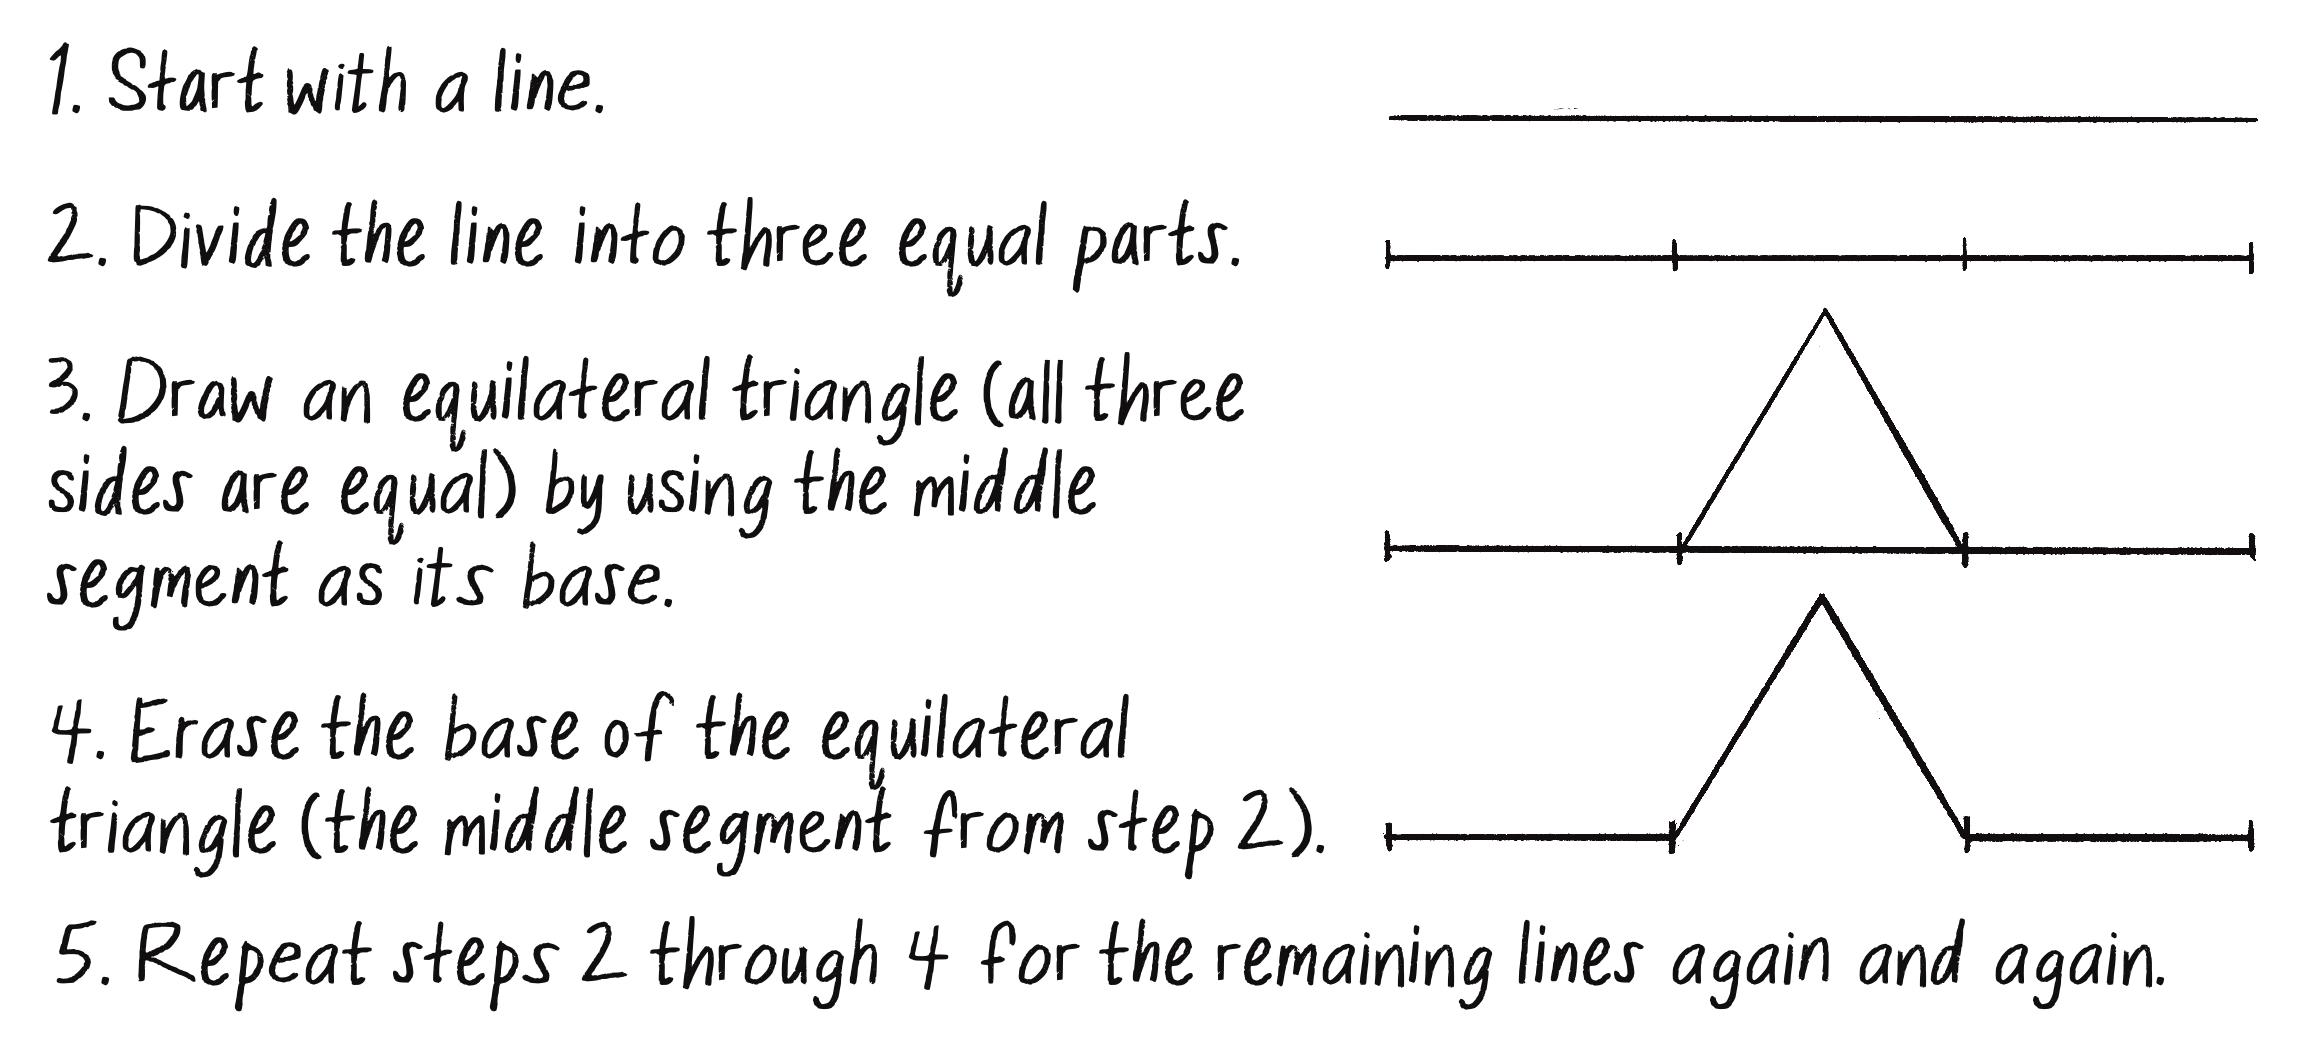 1. Start with a line.
2. Divide the line into three equal parts.
3. Draw an equilateral triangle (all three
sides are equal) by using the middle
segment as its base.
4. Erase the base of the equilateral
triangle (the middle segment from step 2).
5. Repeat steps 2 through 4 for the remaining lines again and again.